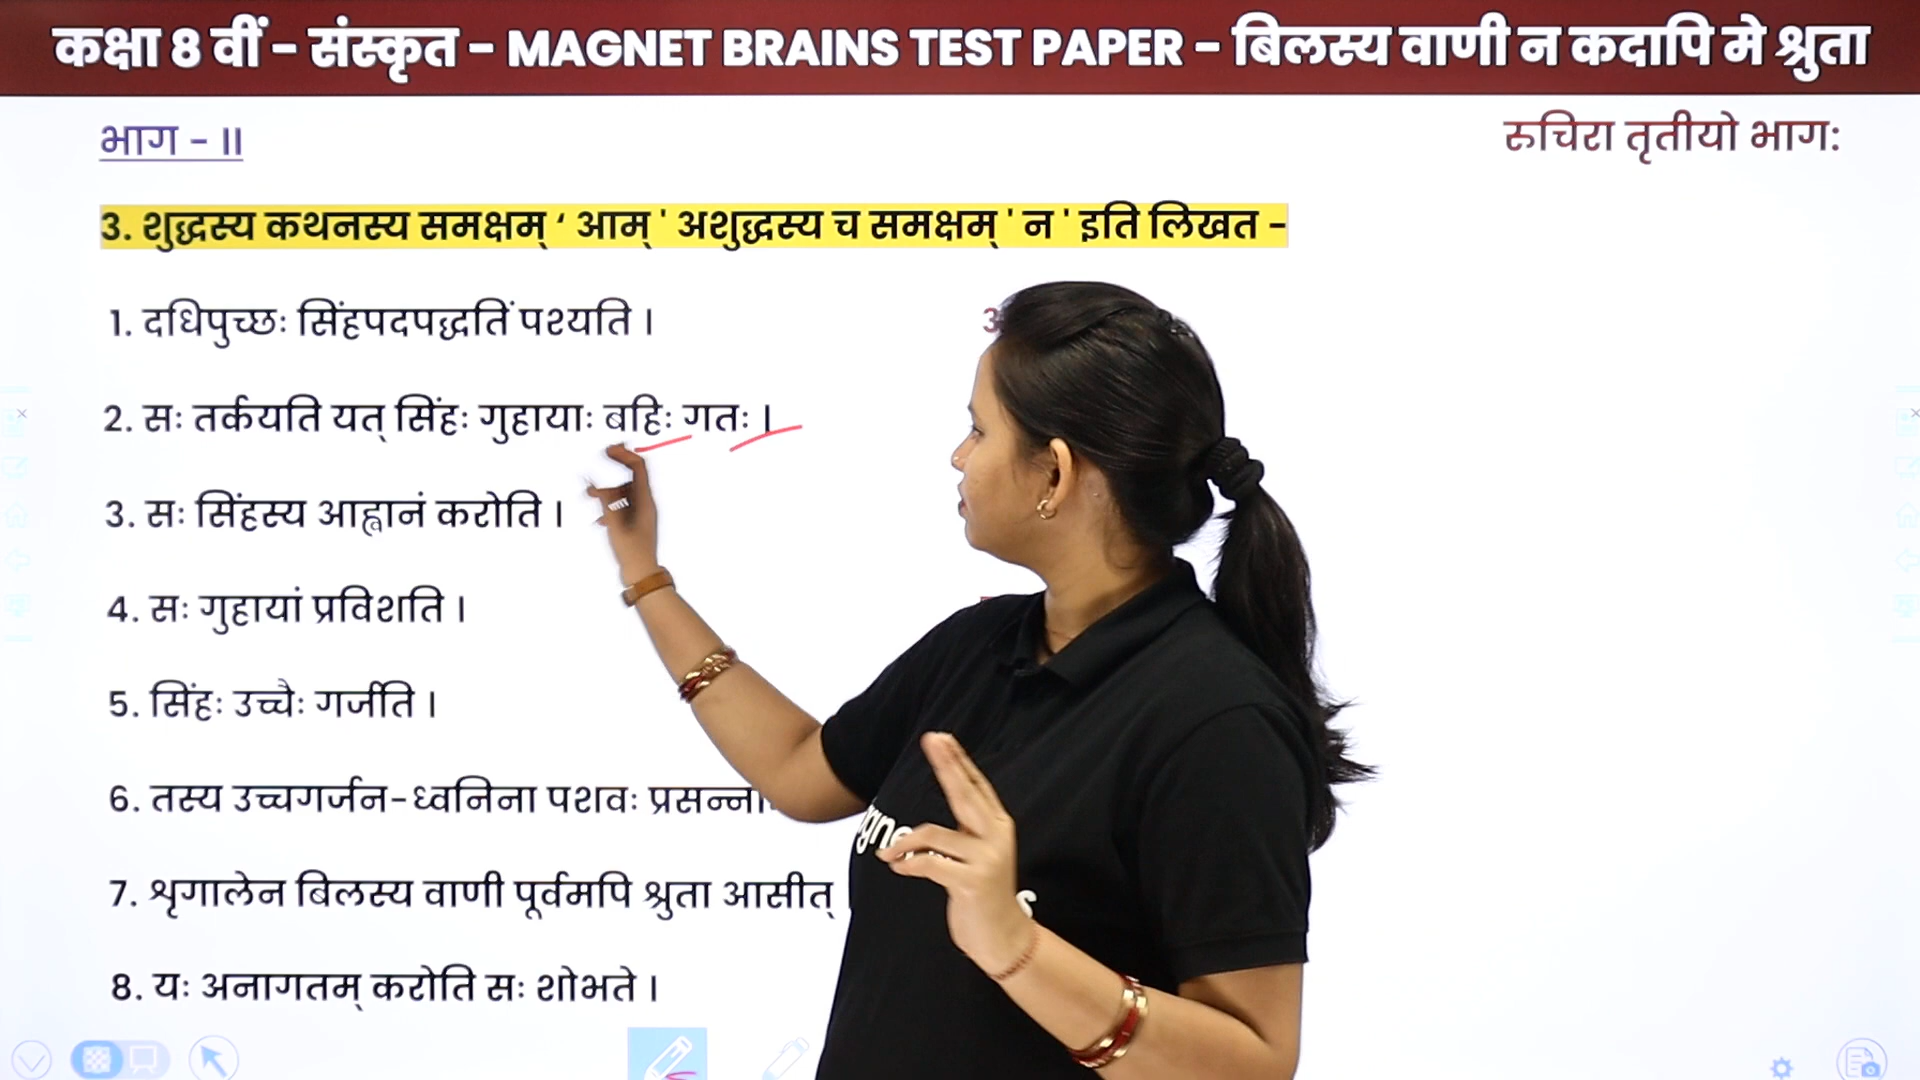 कक्षा 8 वीं – संस्कृत – MAGNET BRAINS TEST PAPER – बिलस्य वाणी न कदापि मे श्रुता
भाग – II
रुचिरा तृतीयो भाग:
3. शुद्धस्य कथनस्य समक्षम् ‘ आम् ' अशुद्धस्य च समक्षम् ' न ' इति लिखत –
1. दधिपुच्छः सिंहपदपद्धतिं पश्यति ।
2. सः तर्कयति यत् सिंहः गुहायाः बहिः गतः ।
3. सः सिंहस्य आह्वानं करोति ।
4. सः गुहायां प्रविशति ।
5. सिंहः उच्चैः गर्जति ।
6. तस्य उच्चगर्जन-ध्वनिना पशवः
7. श्रृगालेन बिलस्य वाणी पूर्वमपि श्रुता आसीत्
8. यः अनागतम् करोति सः शोभते ।